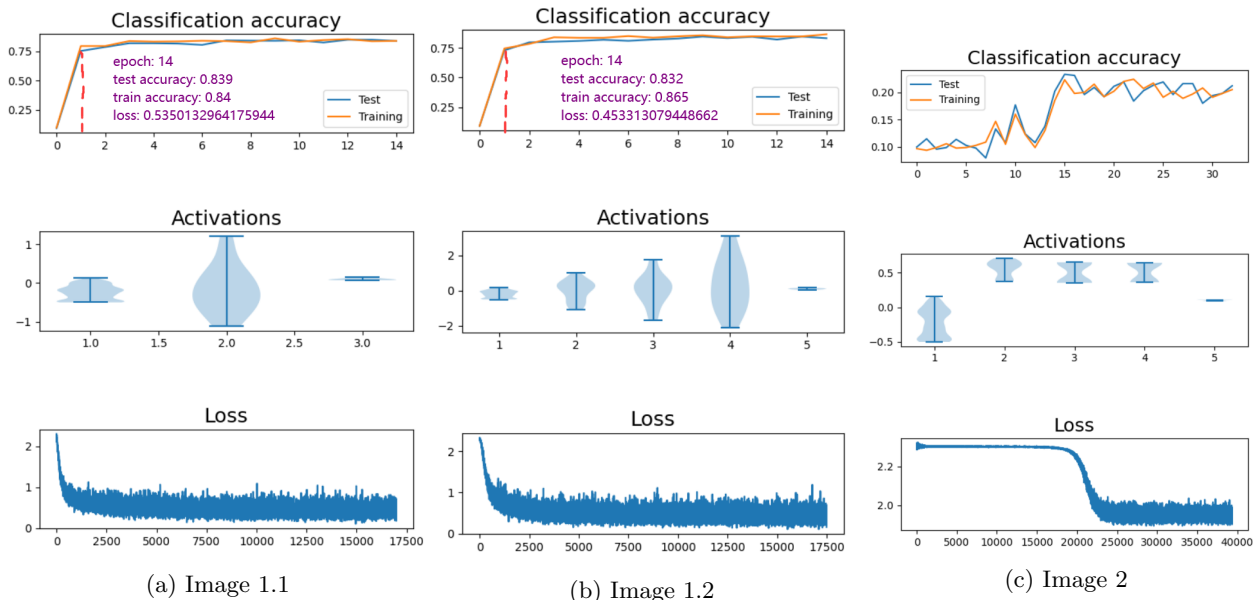 Classification accuracy
0.75
0.50
0.25
epoch: 14
test accuracy: 0.839
train accuracy: 0.84
loss: 0.5350132964175944
Test
Training
0 2 4 6 8 10 12 14
Activations
1
0
−1
1.0 1.5 2.0 2.5 3.0
Loss
2
1
0
0 2500 5000 7500 10000 12500 15000 17500
(a) Image 1.1
Classification accuracy
0.75
0.50
0.25
epoch: 14
test accuracy: 0.832
train accuracy: 0.865
loss: 0.453313079448662
Test
Training
0 2 4 6 8 10 12 14
Activations
2
0
−2
1 2 3 4 5
Loss
2
1
0
0 2500 5000 7500 10000 12500 15000 17500
(b) Image 1.2
Classification accuracy
Test
Training
0.20
0.15
0.10
0 5 10 15 20 25 30
Activations
0.5
0.0
−0.5
1 2 3 4 5
Loss
2.2
2.0
0 5000 10000 15000 20000 25000 30000 35000 40000
(c) Image 2